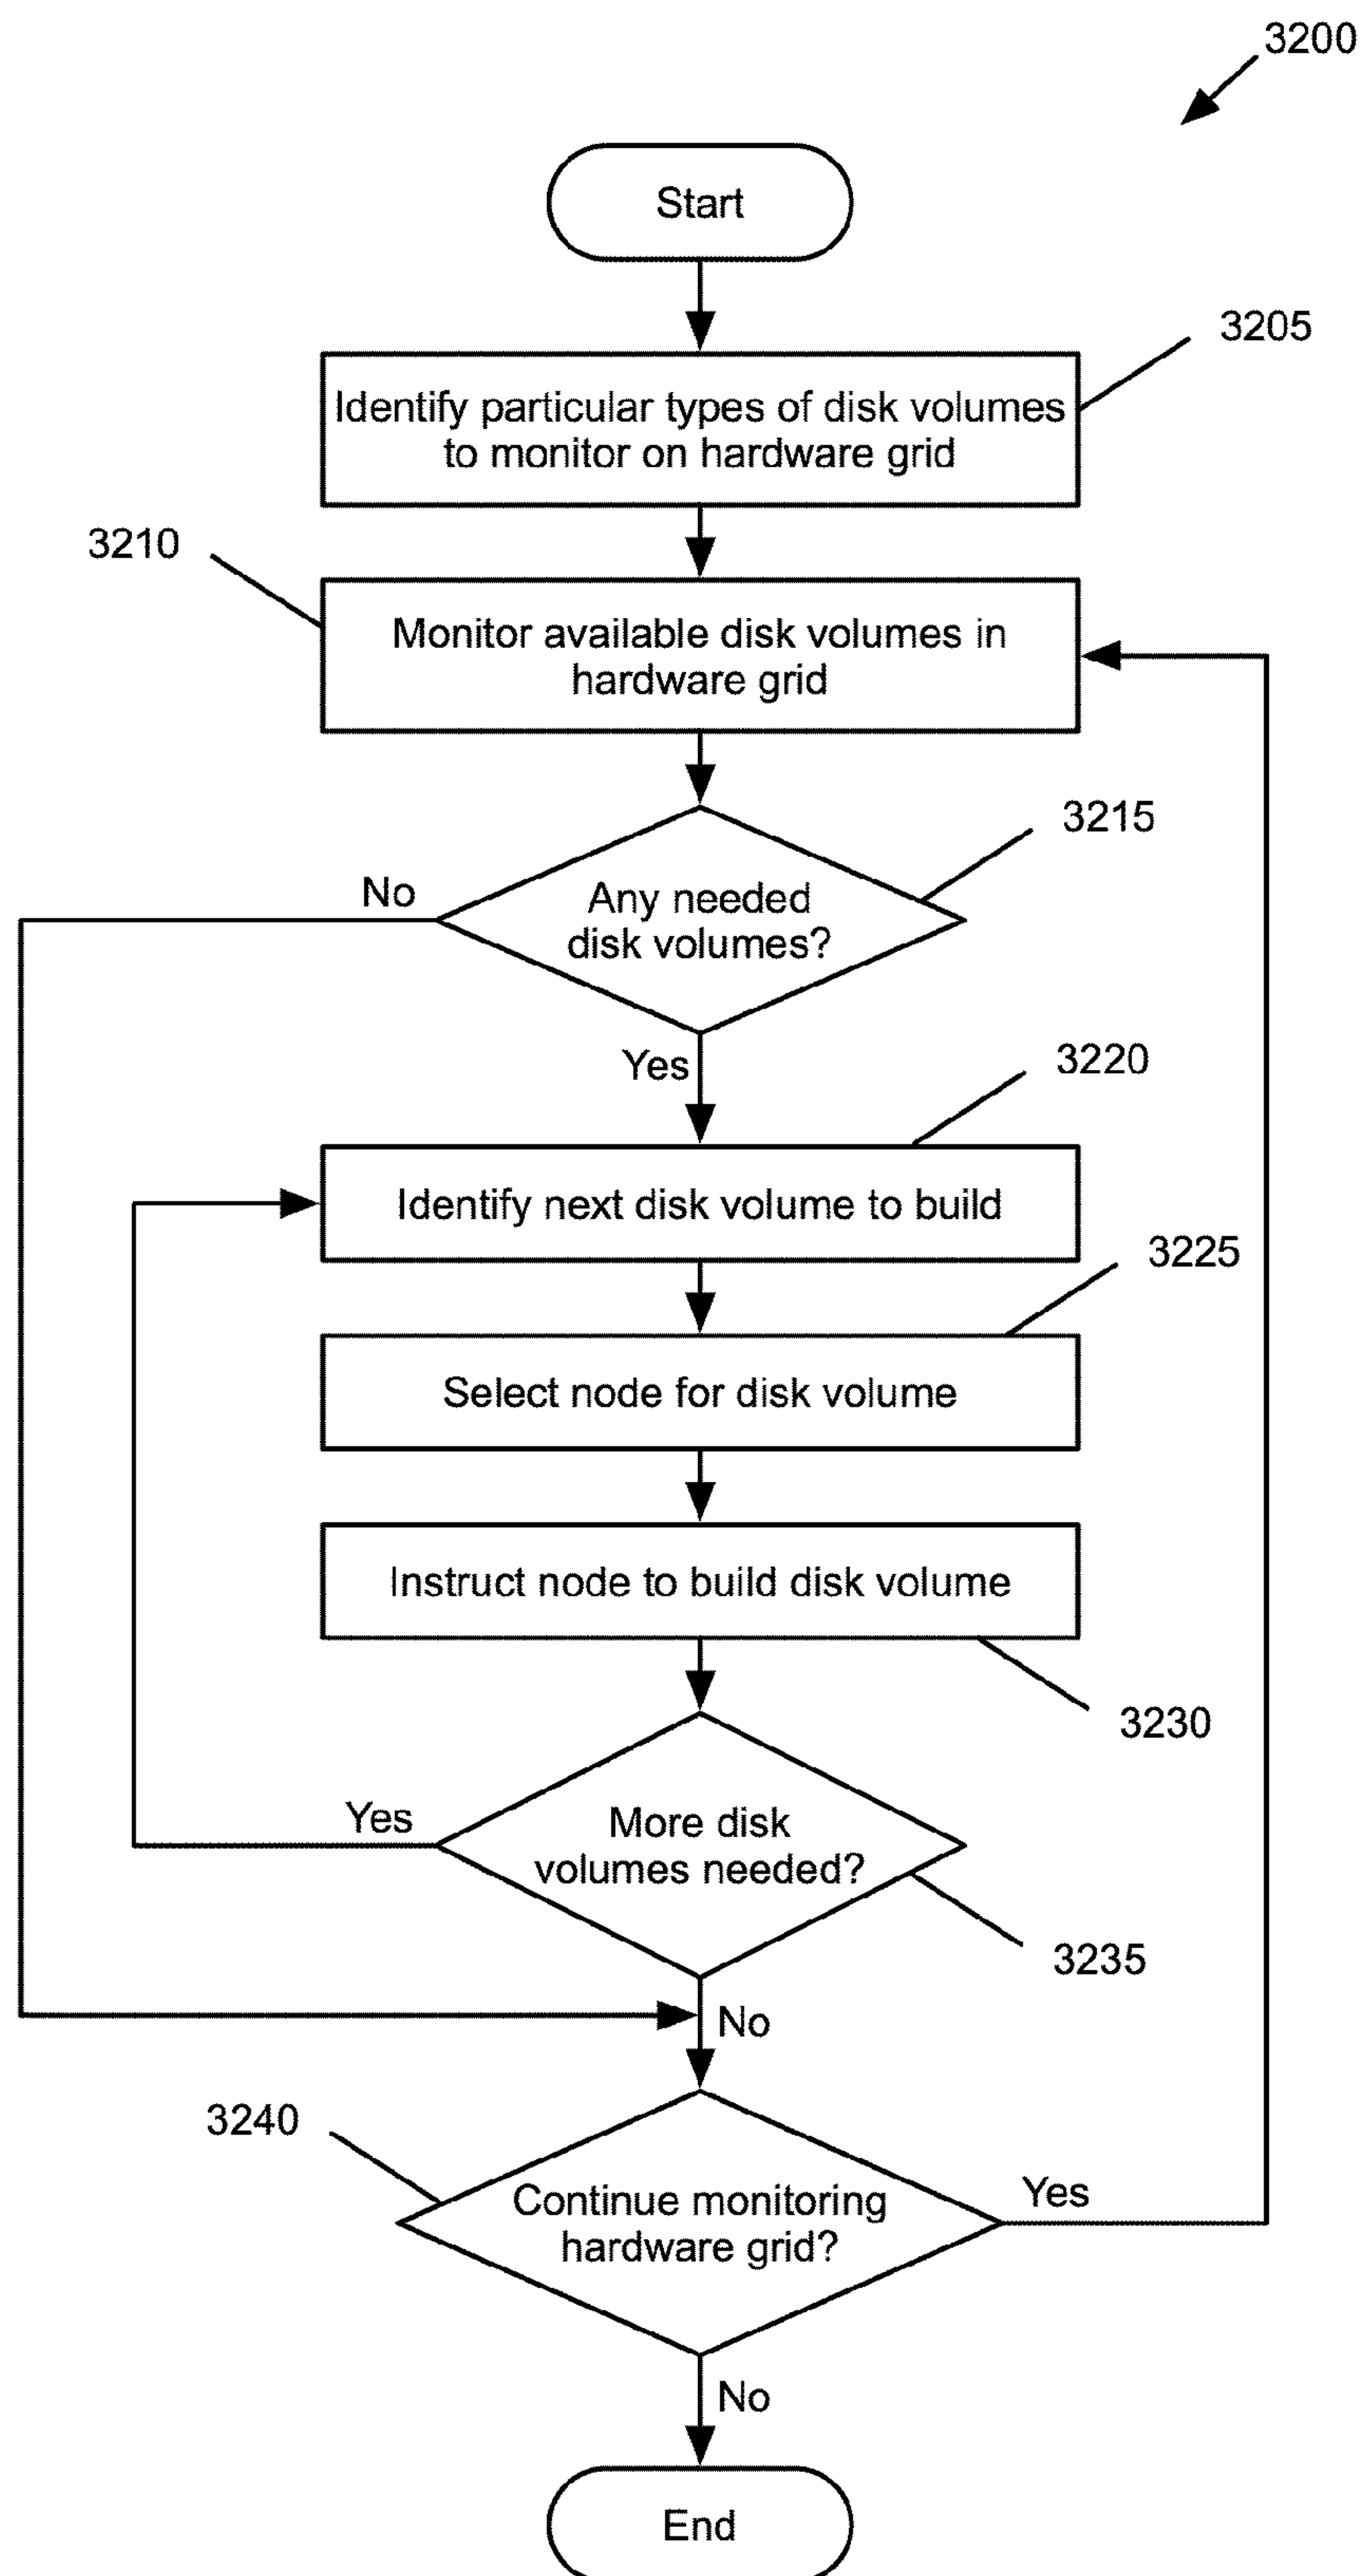 3200
Start
3205
Identify particular types of disk volumes
to monitor on hardware grid
3210
Monitor available disk volumes in
hardware grid
3215
No
Any needed
disk volumes?
Yes
3220
Identify next disk volume to build
3225
Select node for disk volume
Instruct node to build disk volume
3230
Yes
More disk
volumes needed?
3235
No
3240
Continue monitoring
hardware grid?
Yes
No
End